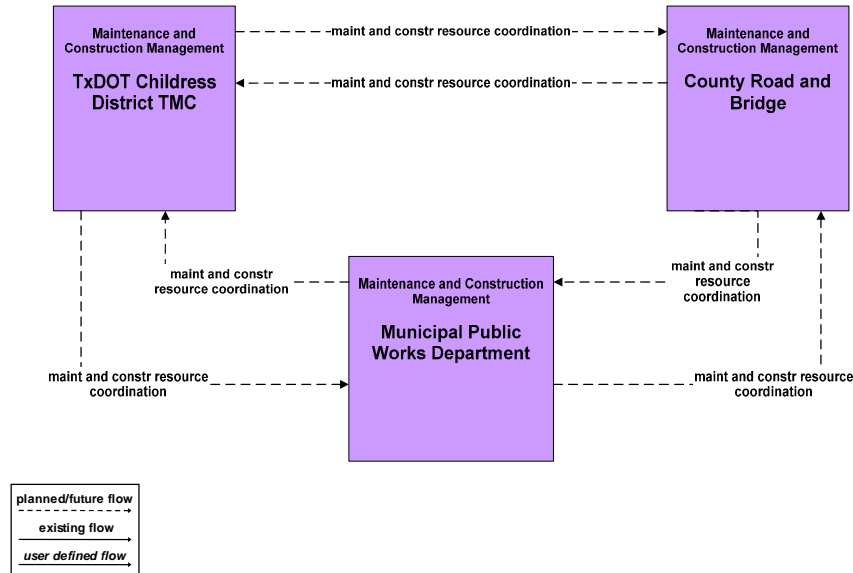 Maintenance and
Construction Management
TxDOT Childress
District TMC
maint and constr resource coordination
maint and constr resource coordination
Maintenance and
Construction Management
County Road and
Bridge
maint and constr
resource coordination
Maintenance and Construction
Management
Municipal Public
Works Department
maint and constr
resource
coordination
maint and constr resource
coordination
maint and constr resource
coordination
planned/future flow
existing flow
user defined flow